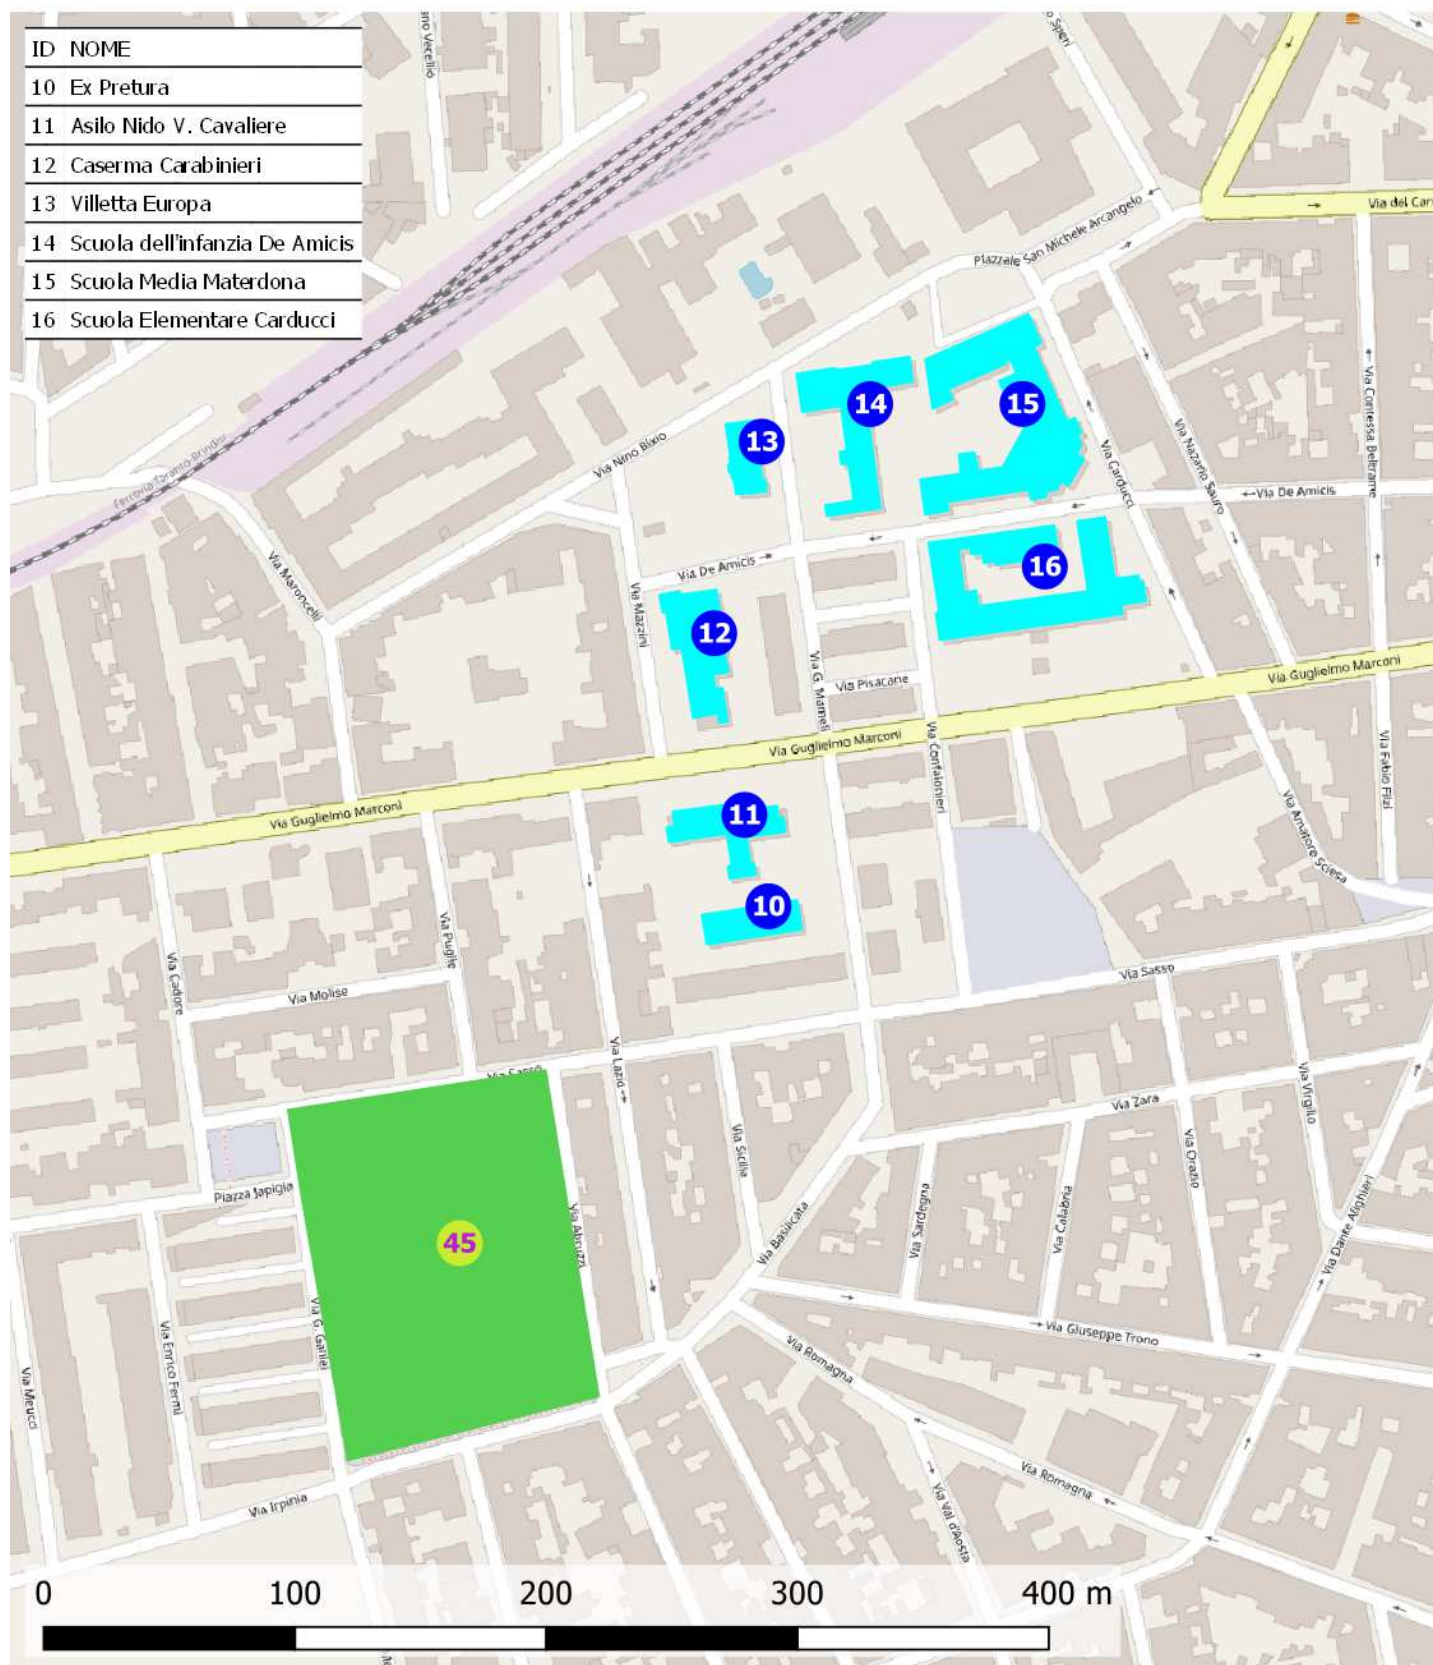 ID NOME
10 Ex Pretura
11 Asilo Nido V. Cavaliere
12 Caserma Carabinieri
13 Villetta Europa
14 Scuola dell'infanzia De Amicis
15 Scuola Media Materdona
16 Scuola Elementare Carducci
Via del Car
Piazzale San Michele Arcangelo
14
15
13
Via Contessa Beltrame
Via Nino Bixio
Ferrovia Taranto-Brindisi
Via Carducci
Via Nazario Sauro
Via De Amicis
Via Maroncelli
Via De Amicis
16
Via Mazzini
12
Via G. Mameli
Via Pisacane
Via Guglielmo Marconi
Via Guglielmo Marconi
Via Confalonieri
Via Fabio Filzi
Via Guglielmo Marconi
11
Via Amatore Sciesa
10
Via Puglie
Via Cadore
Via Molise
Via Sasso
Via Lazio
Via Sasso
Via Zara
Via Virgilio
Via Sicilia
Via Orazio
Piazza Japigia
Via Abruzzi
Via Basilicata
Via Sardegna
Via Calabria
Via Dante Alighieri
45
Via G. Galilei
Via Enrico Fermi
Via Meucci
Via Giuseppe Trono
Via Romagna
Via Romagna
Via Irpinia
Via Val d'Aosta
0 100 200 300 400 m